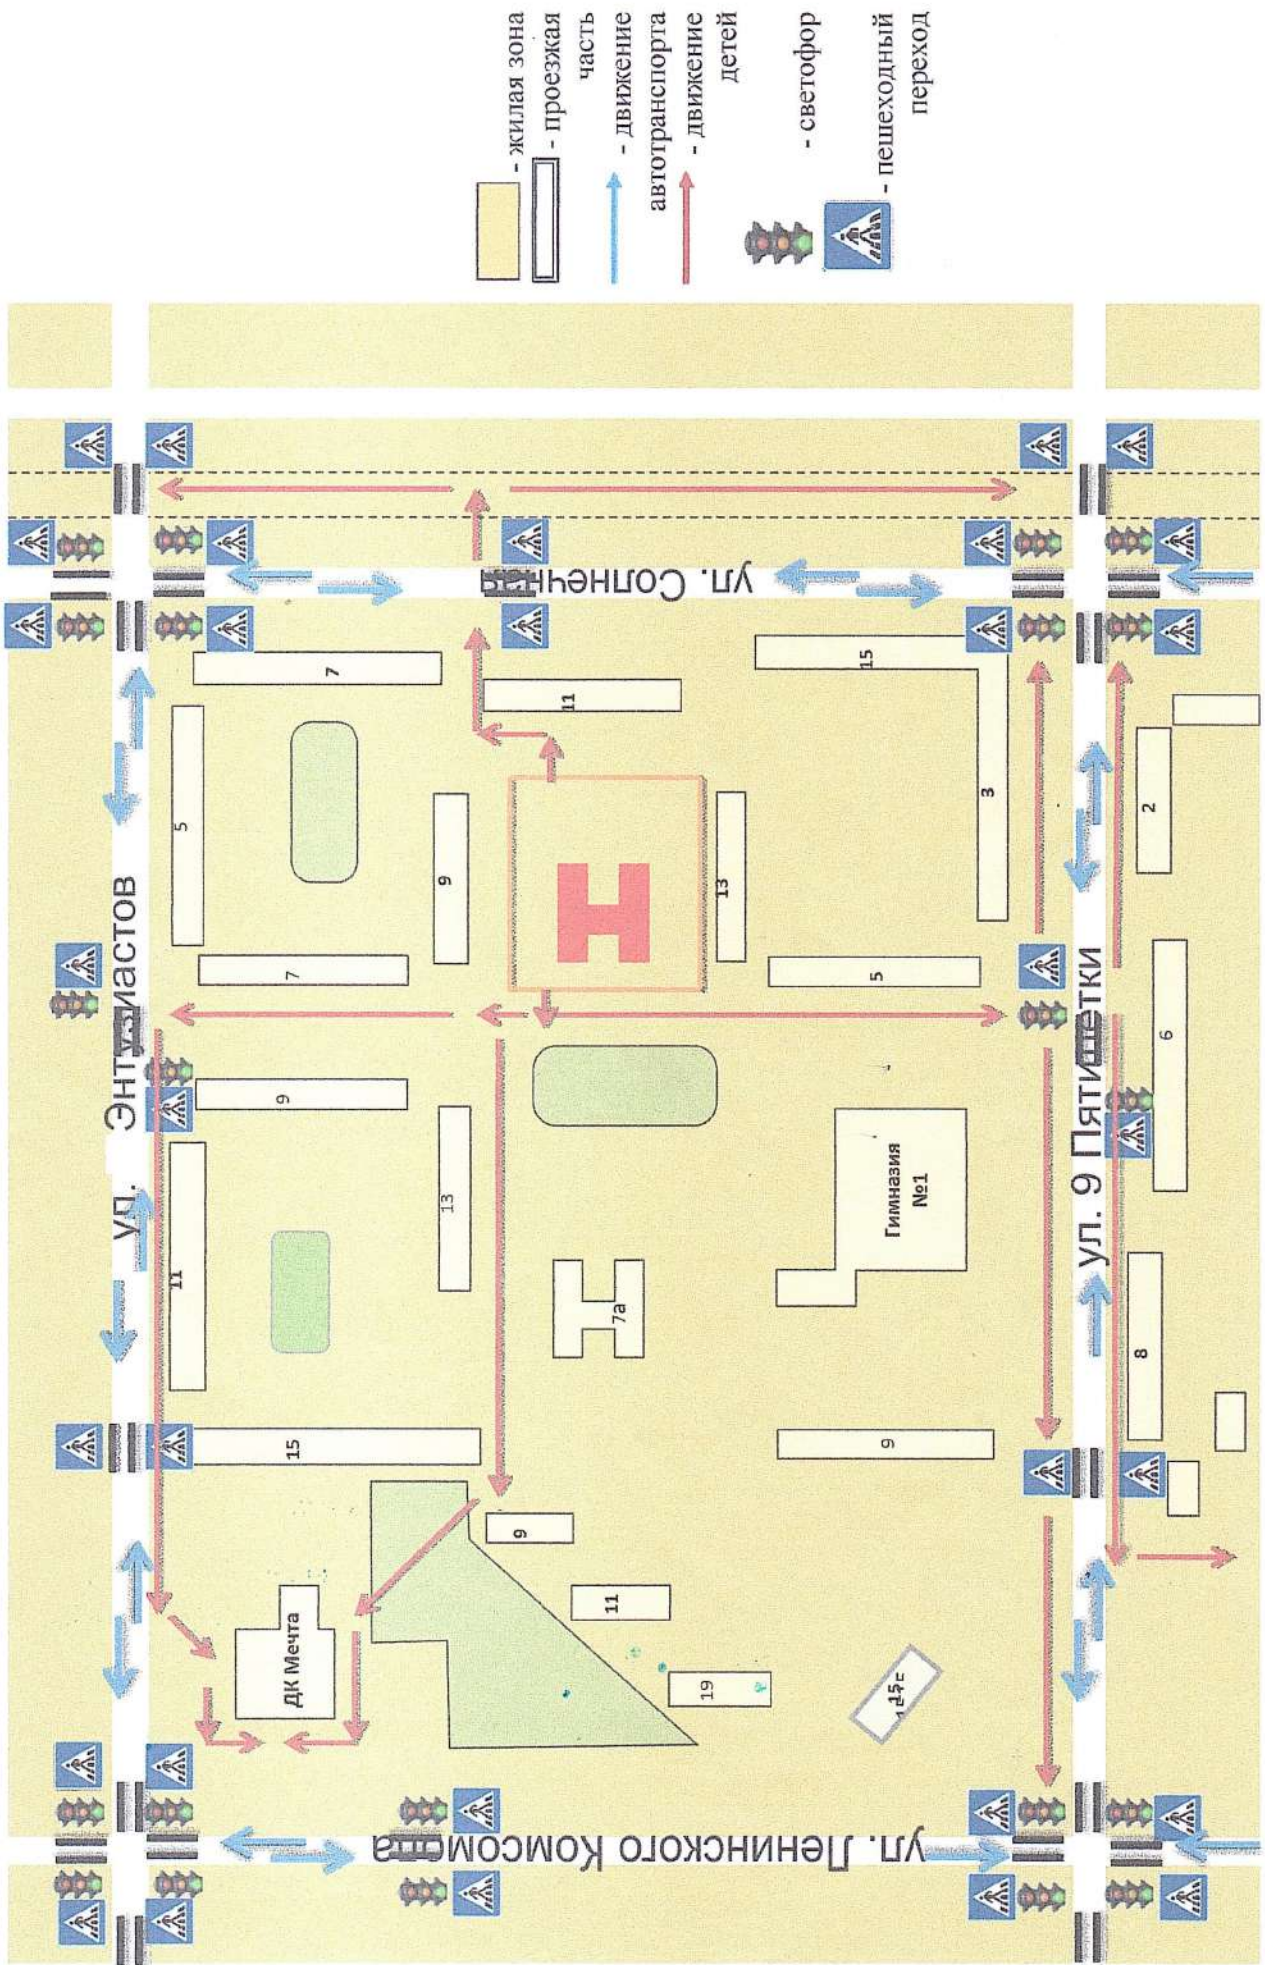 ул. Энтузиастов
ул. Ленинского Комсомола
ДК Мечта
15
11
9
13
7
5
9
7
11
9
11
19
15г
7а
Гимназия
№1
9
13
5
15
3
ул. Солнечная
ул. 9 Пятилетки
8
6
2
- жилая зона
- проезжая
часть
- движение
автотранспорта
- движение
детей
- светофор
- пешеходный
переход